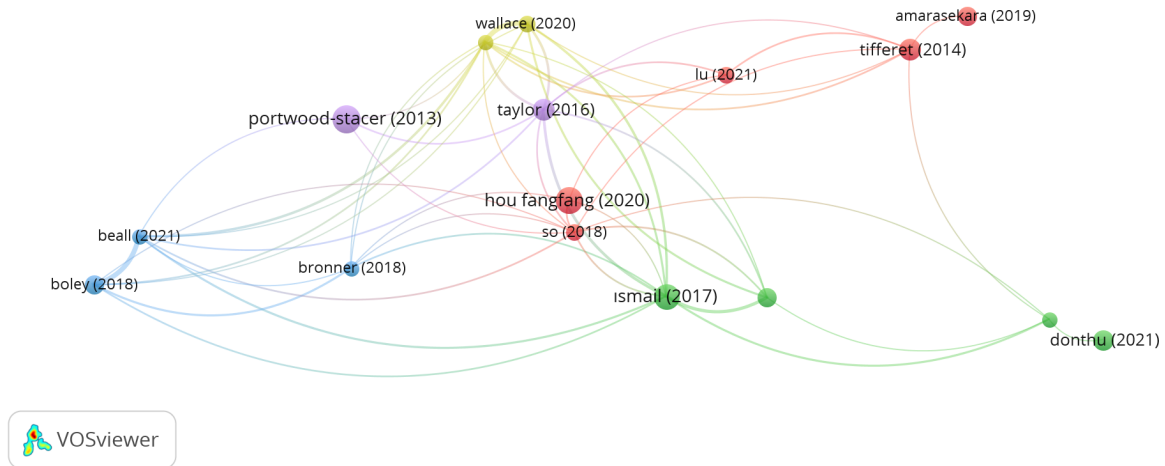 wallace (2020)
amarasekara (2019)
tifferet (2014)
lu (2021)
portwood-stacer (2013)
taylor (2016)
hou fangfang (2020)
so (2018)
beall (2021)
bronner (2018)
boley (2018)
ısmail (2017)
donthu (2021)
VOSviewer